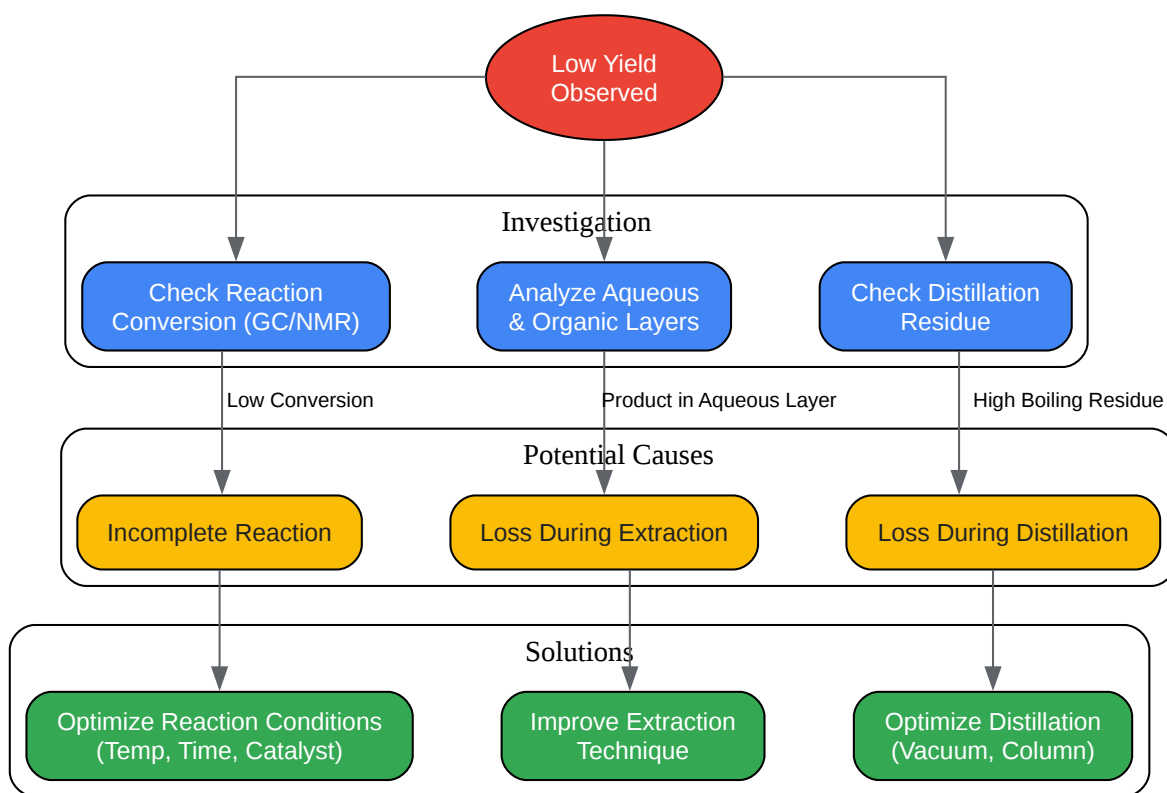 Low Yield
Observed
Investigation
Check Reaction
Conversion (GC/NMR)
Analyze Aqueous
& Organic Layers
Check Distillation
Residue
Low Conversion
Product in Aqueous Layer
High Boiling Residue
Potential Causes
Incomplete Reaction
Loss During Extraction
Loss During Distillation
Solutions
Optimize Reaction Conditions
(Temp, Time, Catalyst)
Improve Extraction
Technique
Optimize Distillation
(Vacuum, Column)